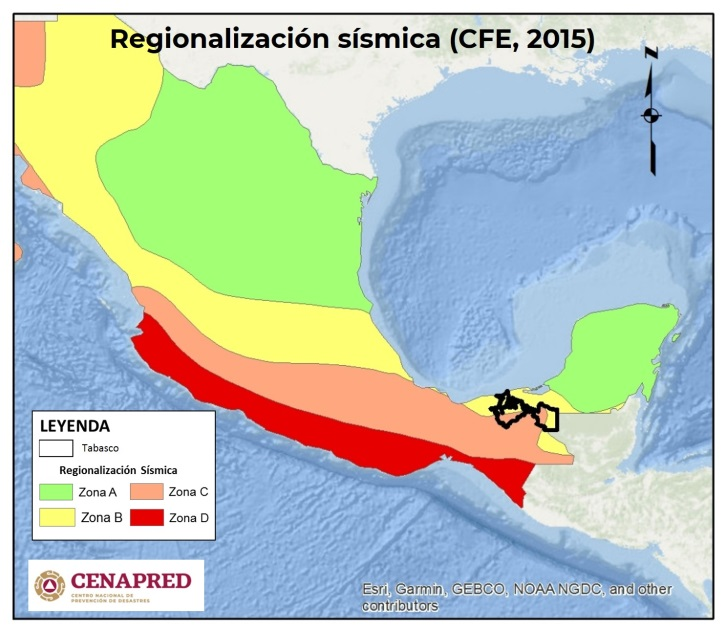 Regionalización sísmica (CFE, 2015)
N
LEYENDA
Tabasco
Regionalización Sísmica
Zona A
Zona C
Zona B
Zona D
CENAPRED
CENTRO NACIONAL DE
PREVENCIÓN DE DESASTRES
Esri, Garmin, GEBCO, NOAA NGDC, and other
contributors